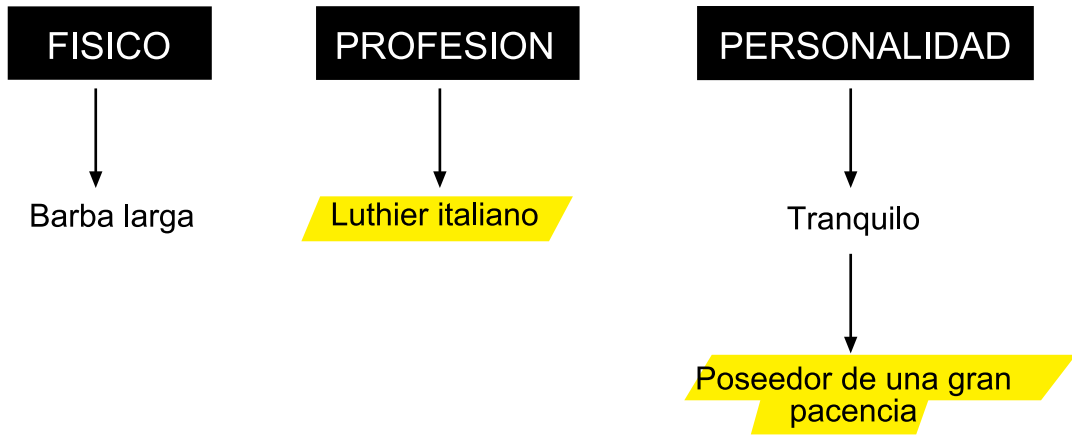 FISICO
PROFESION
PERSONALIDAD
Barba larga
Luthier italiano
Tranquilo
Poseedor de una gran
pacencia